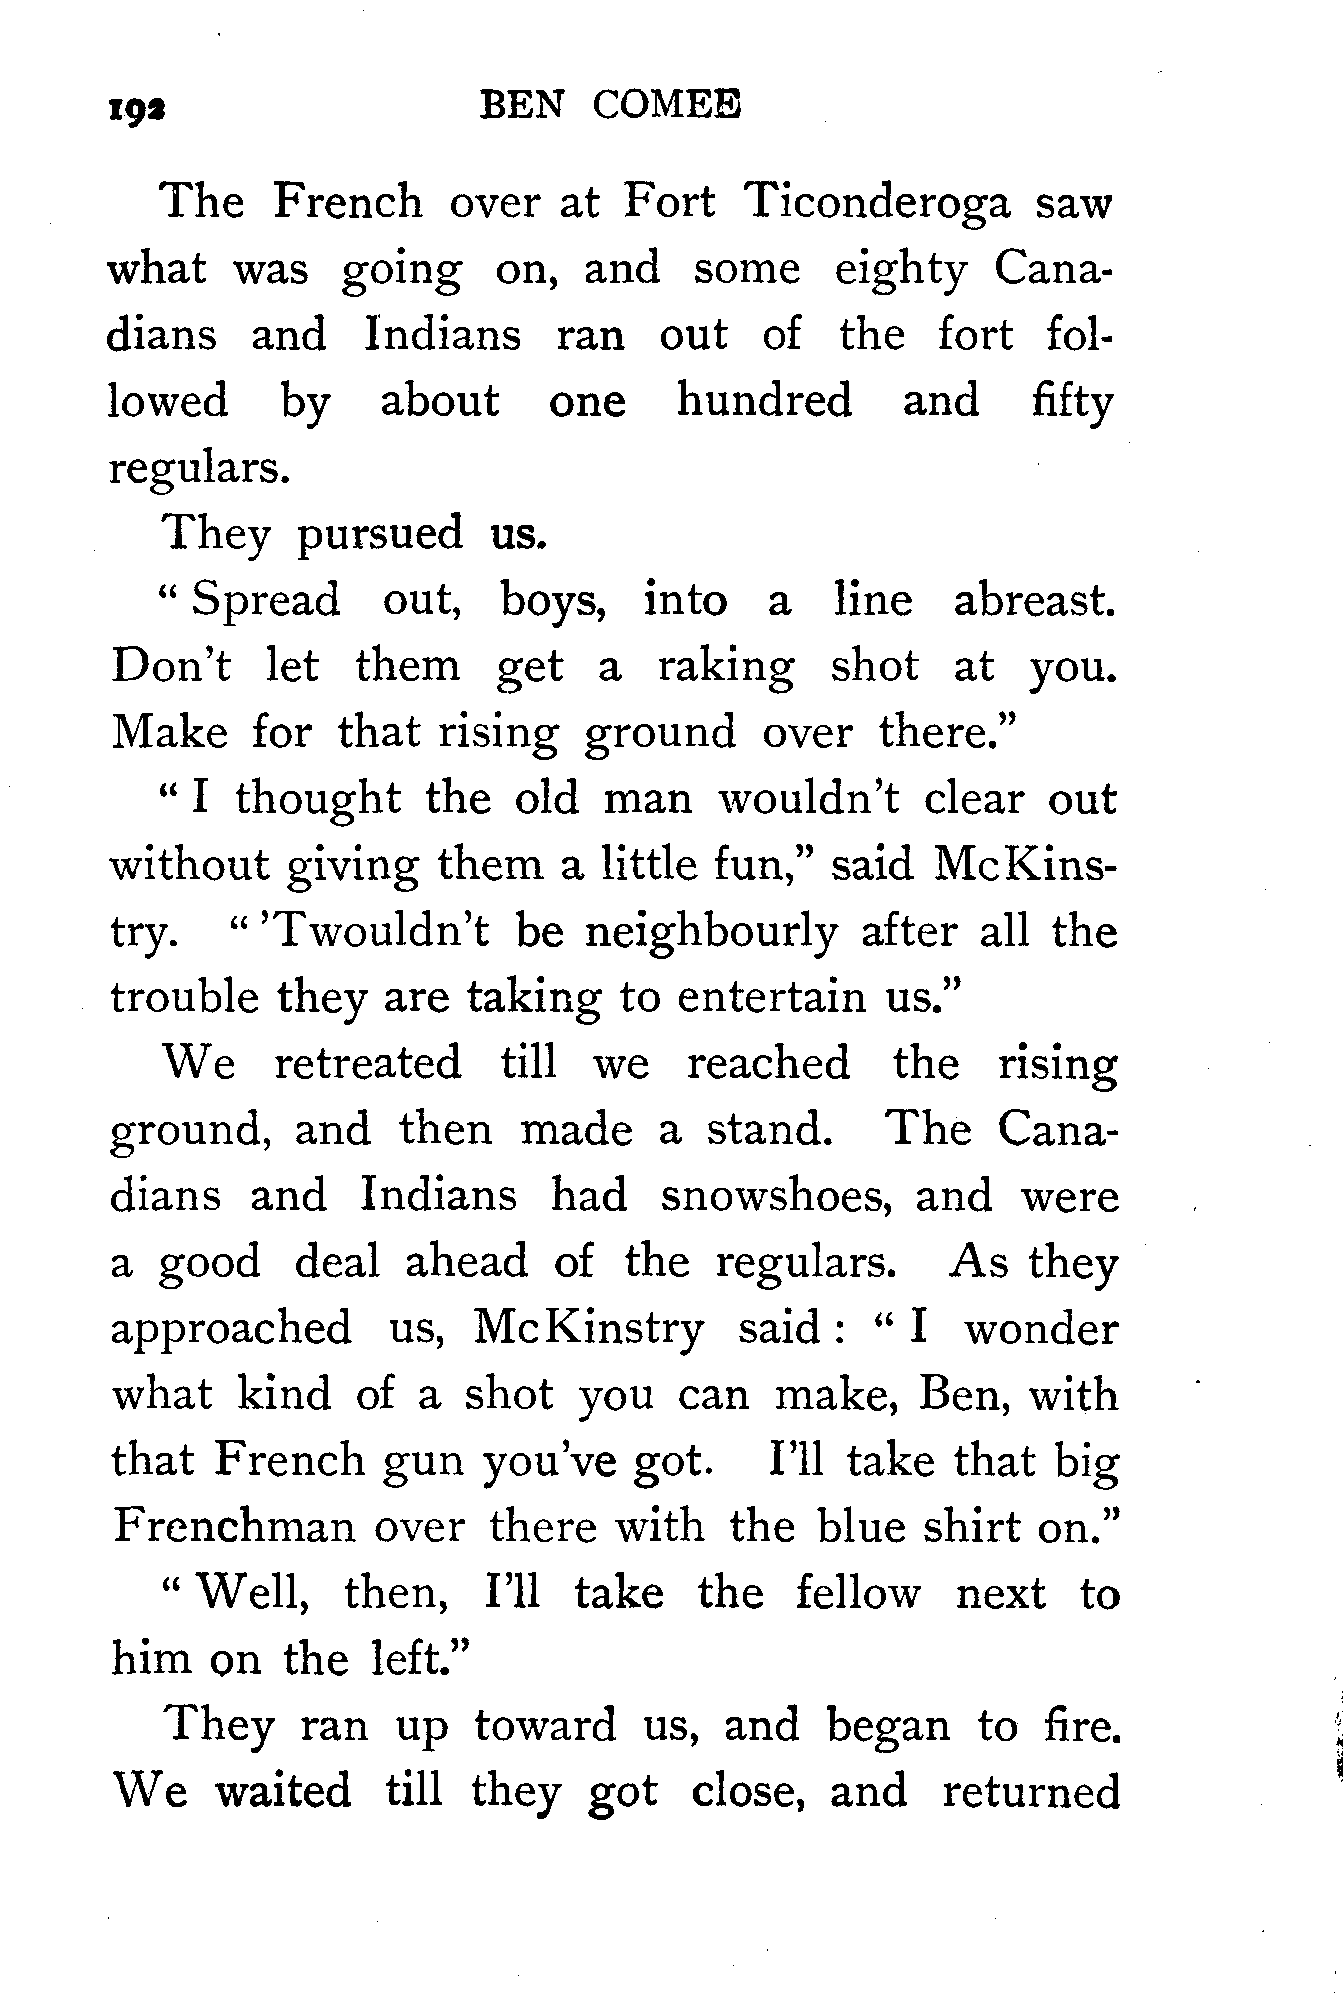 192 BEN COMEE
The French over at Fort Ticonderoga saw
what was going on, and some eighty Cana-
dians and Indians ran out of the fort fol-
lowed by about one hundred and fifty
regulars.
They pursued us.
“ Spread out, boys, into a line abreast.
Don’t let them get a raking shot at you.
Make for that rising ground over there.”
“ I thought the old man wouldn’t clear out
without giving them a little fun,” said McKins-
try. “ ’Twouldn’t be neighbourly after all the
trouble they are taking to entertain us.”
We retreated till we reached the rising
ground, and then made a stand. The Cana-
dians and Indians had snowshoes, and were
a good deal ahead of the regulars. As they
approached us, McKinstry said : “ I wonder
what kind of a shot you can make, Ben, with
that French gun you’ve got. I’ll take that big
Frenchman over there with the blue shirt on.”
“ Well, then, I’ll take the fellow next to
him on the left.”
They ran up toward us, and began to fire.
We waited till they got close, and returned